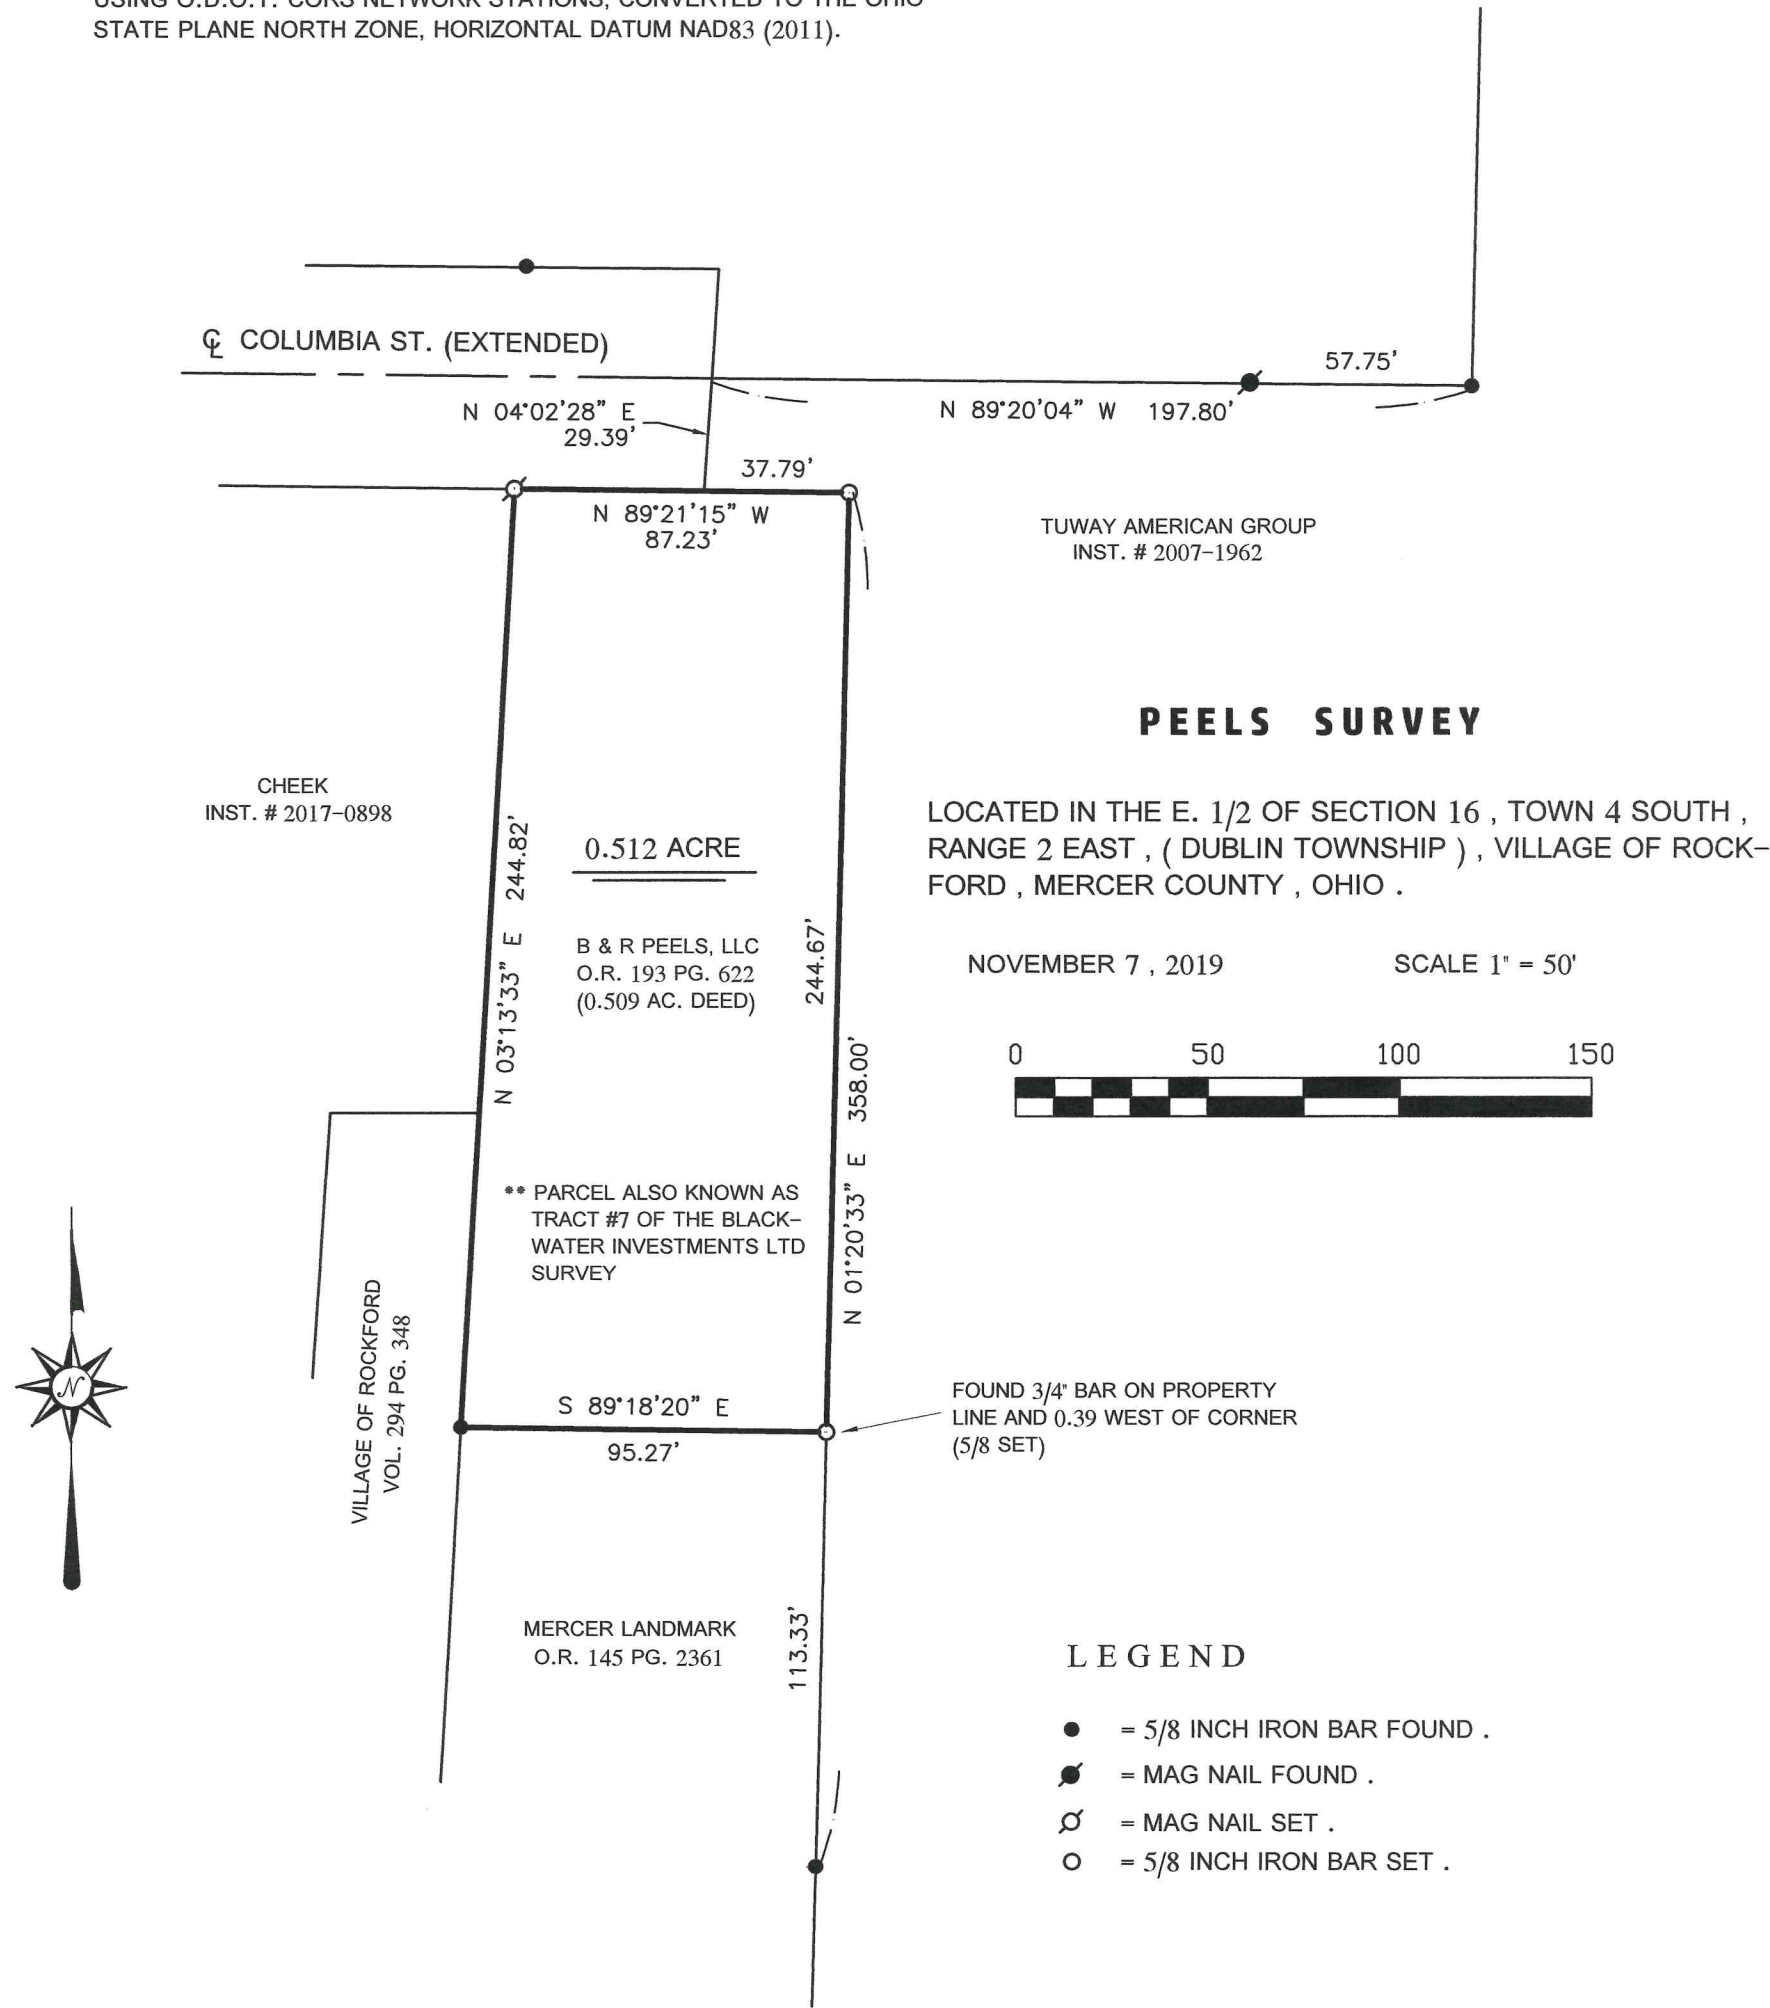 USING O.D.O.T. CORS NETWORK STATIONS, CONVERTED TO THE OHIO
STATE PLANE NORTH ZONE, HORIZONTAL DATUM NAD83 (2011).
℄ COLUMBIA ST. (EXTENDED)
57.75'
N 04°02'28" E
29.39'
N 89°20'04" W 197.80'
37.79'
N 89°21'15" W
87.23'
TUWAY AMERICAN GROUP
INST. # 2007-1962
PEELS SURVEY
CHEEK
INST. # 2017-0898
LOCATED IN THE E. 1/2 OF SECTION 16 , TOWN 4 SOUTH ,
RANGE 2 EAST , ( DUBLIN TOWNSHIP ) , VILLAGE OF ROCK-
FORD , MERCER COUNTY , OHIO .
N 03°13'33" E 244.82'
0.512 ACRE
B & R PEELS, LLC
O.R. 193 PG. 622
(0.509 AC. DEED)
244.67'
NOVEMBER 7 , 2019 SCALE 1" = 50'
0 50 100 150
N 01°20'33" E 358.00'
** PARCEL ALSO KNOWN AS
TRACT #7 OF THE BLACK-
WATER INVESTMENTS LTD
SURVEY
VILLAGE OF ROCKFORD
VOL. 294 PG. 348
N
S 89°18'20" E
95.27'
FOUND 3/4" BAR ON PROPERTY
LINE AND 0.39 WEST OF CORNER
(5/8 SET)
MERCER LANDMARK
O.R. 145 PG. 2361
113.33'
LEGEND
= 5/8 INCH IRON BAR FOUND .
= MAG NAIL FOUND .
= MAG NAIL SET .
= 5/8 INCH IRON BAR SET .